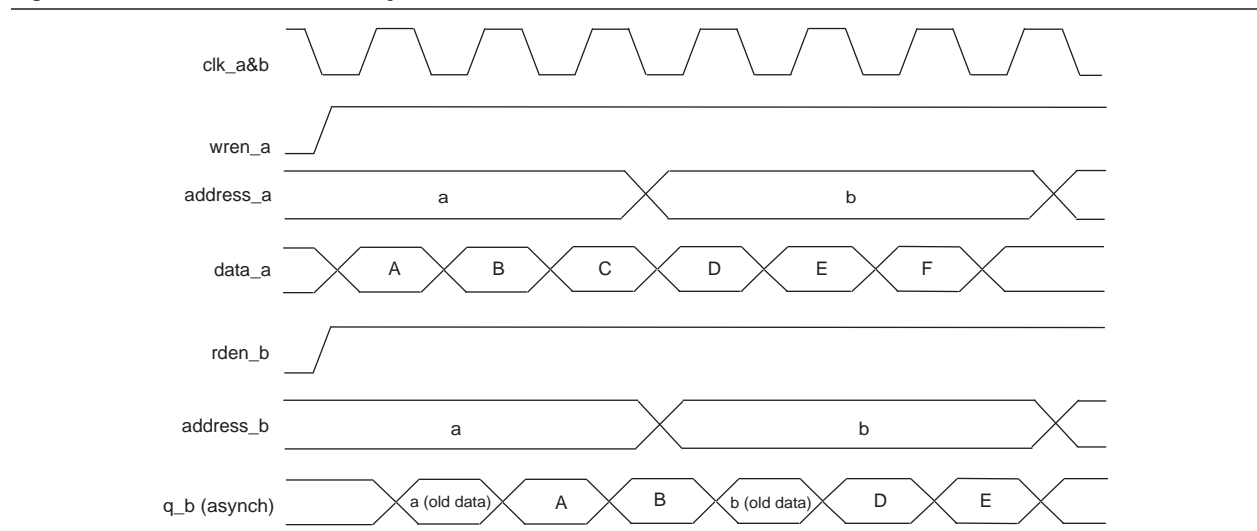 clk_a&b
wren_a
address_a a b
data_a A B C D E F
rden_b
address_b a b
q_b (asynch) a (old data) A B b (old data) D E